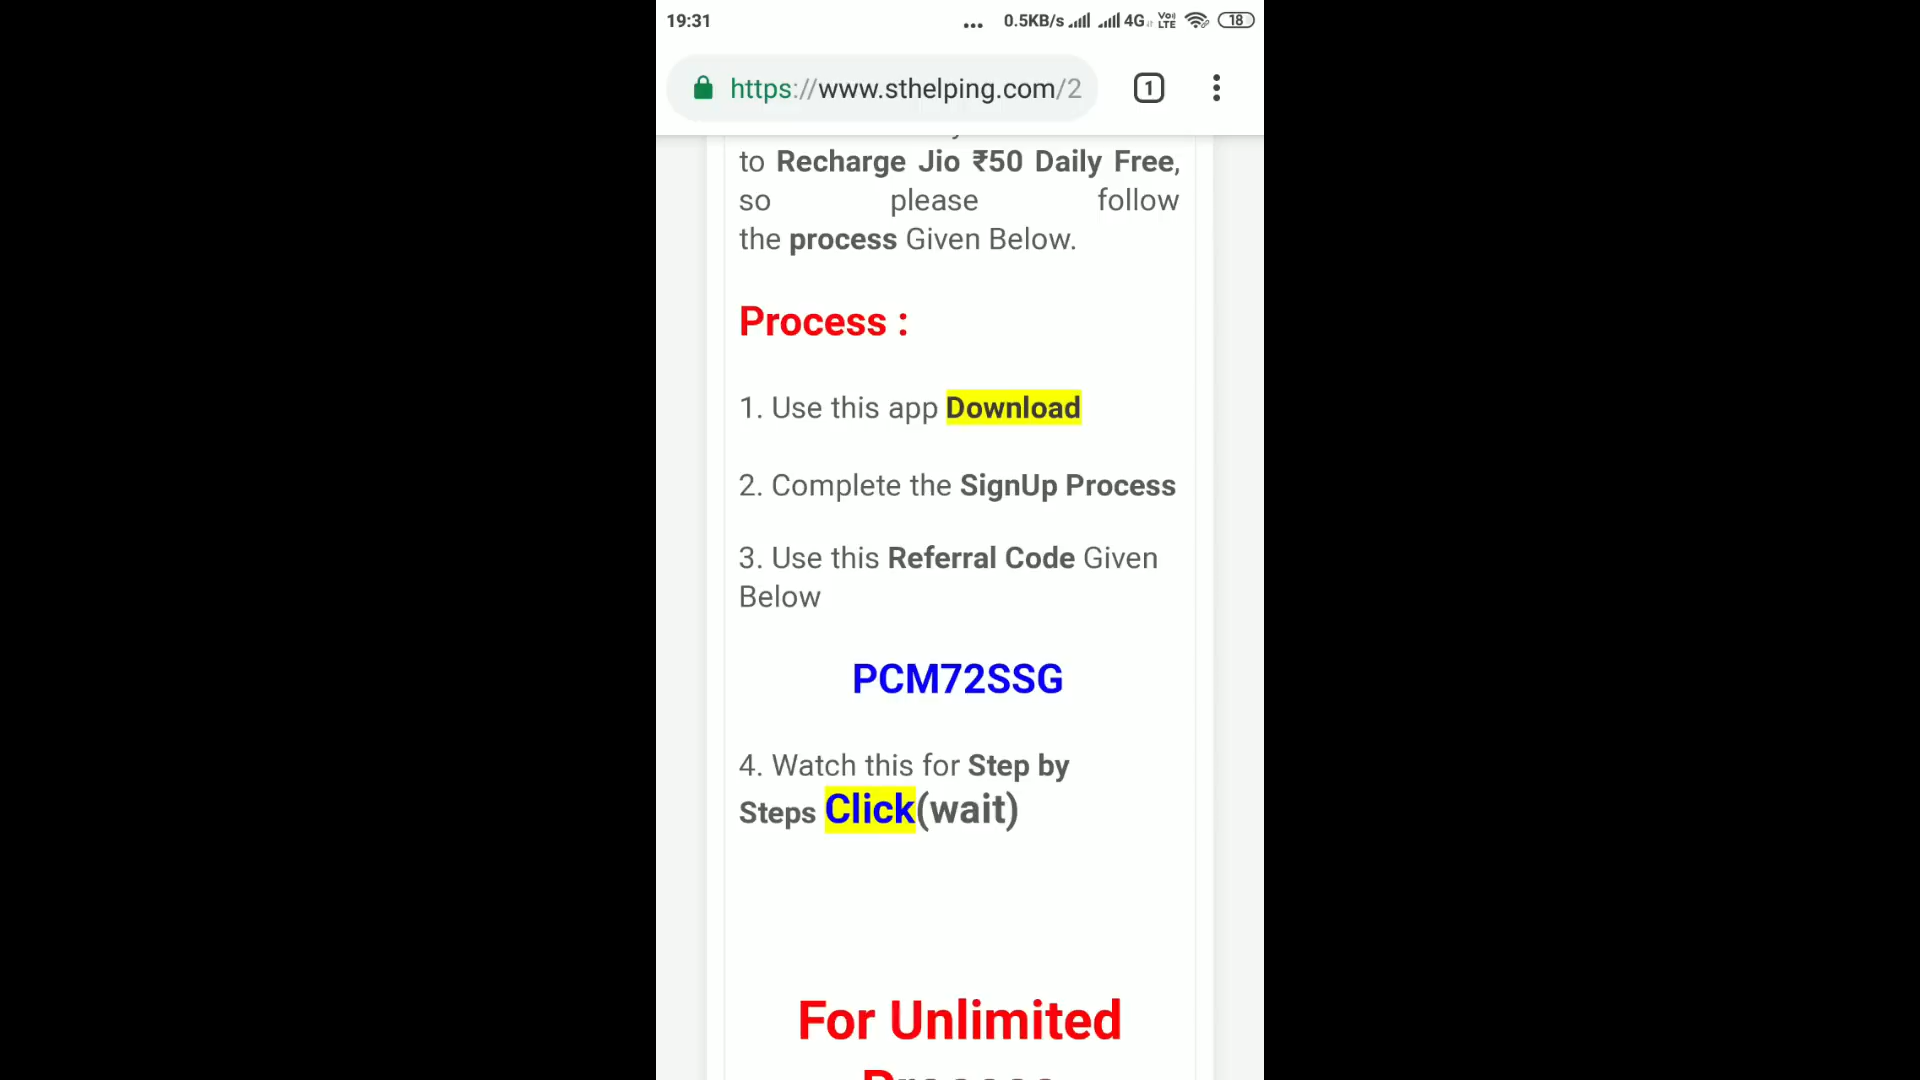 19:31 ... 0.5KB/s 4G Vo LTE 18
https://www.sthelping.com/2 1
to Recharge Jio ₹50 Daily Free,
so please follow
the process Given Below.
Process :
1. Use this app Download
2. Complete the SignUp Process
3. Use this Referral Code Given
Below
PCM72SSG
4. Watch this for Step by
Steps Click(wait)
For Unlimited